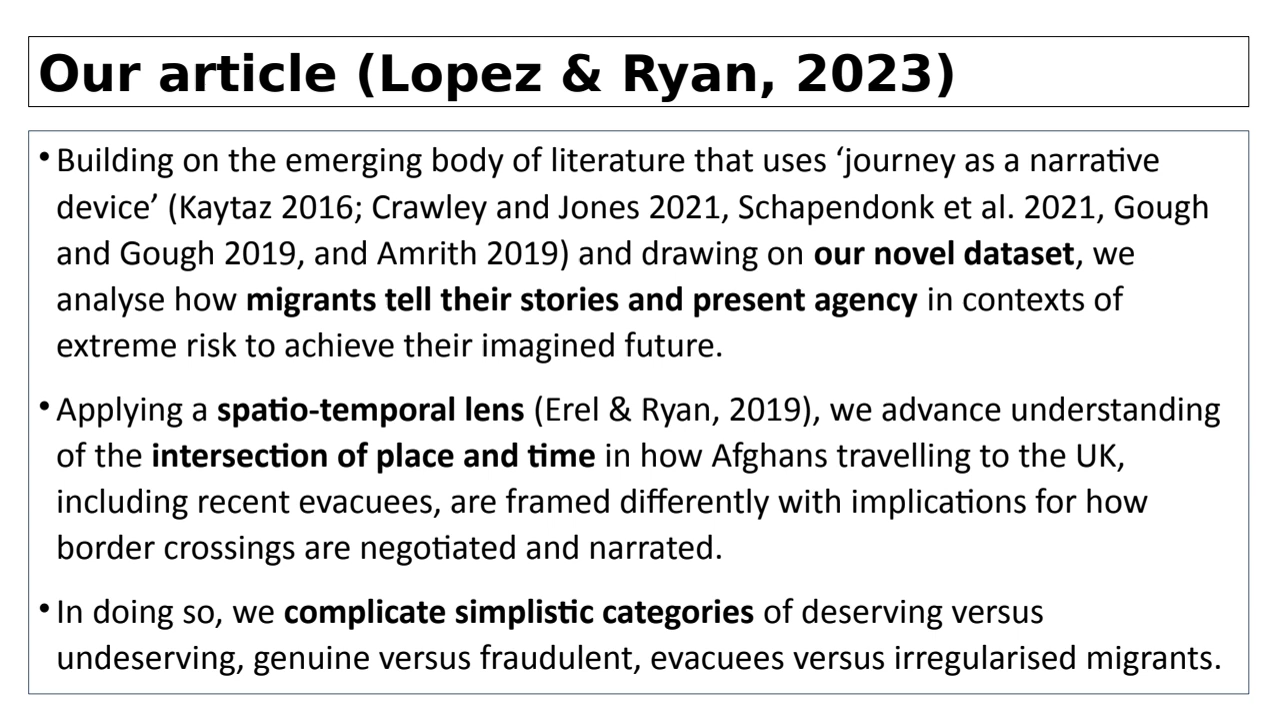 Our article (Lopez & Ryan, 2023)
• Building on the emerging body of literature that uses ‘journey as a narrative
device’ (Kaytaz 2016; Crawley and Jones 2021, Schapendonk et al. 2021, Gough
and Gough 2019, and Amrith 2019) and drawing on our novel dataset, we
analyse how migrants tell their stories and present agency in contexts of
extreme risk to achieve their imagined future.
• Applying a spatio-temporal lens (Erel & Ryan, 2019), we advance understanding
of the intersection of place and time in how Afghans travelling to the UK,
including recent evacuees, are framed differently with implications for how
border crossings are negotiated and narrated.
• In doing so, we complicate simplistic categories of deserving versus
undeserving, genuine versus fraudulent, evacuees versus irregularised migrants.